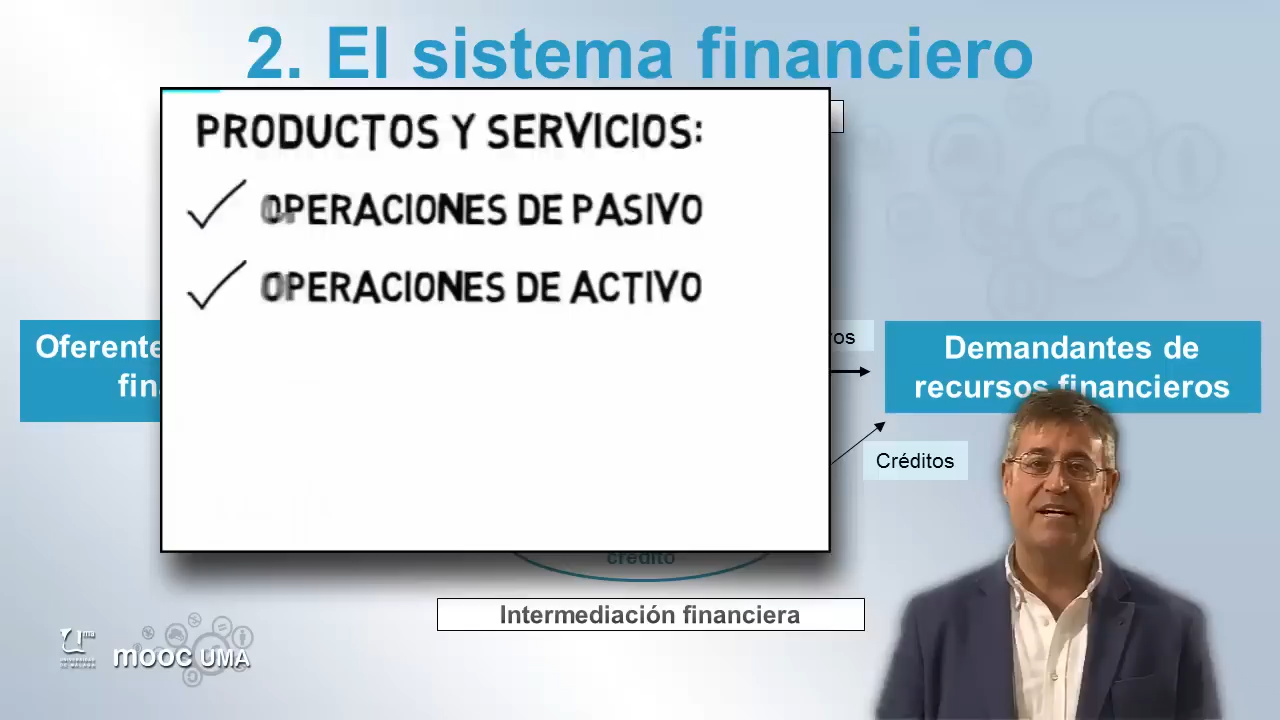 2. El sistema financiero
PRODUCTOS Y SERVICIOS:
OPERACIONES DE PASIVO
OPERACIONES DE ACTIVO
Demandantes de
recursos financieros
Créditos
crédito
Intermediación financiera
mooc UMA